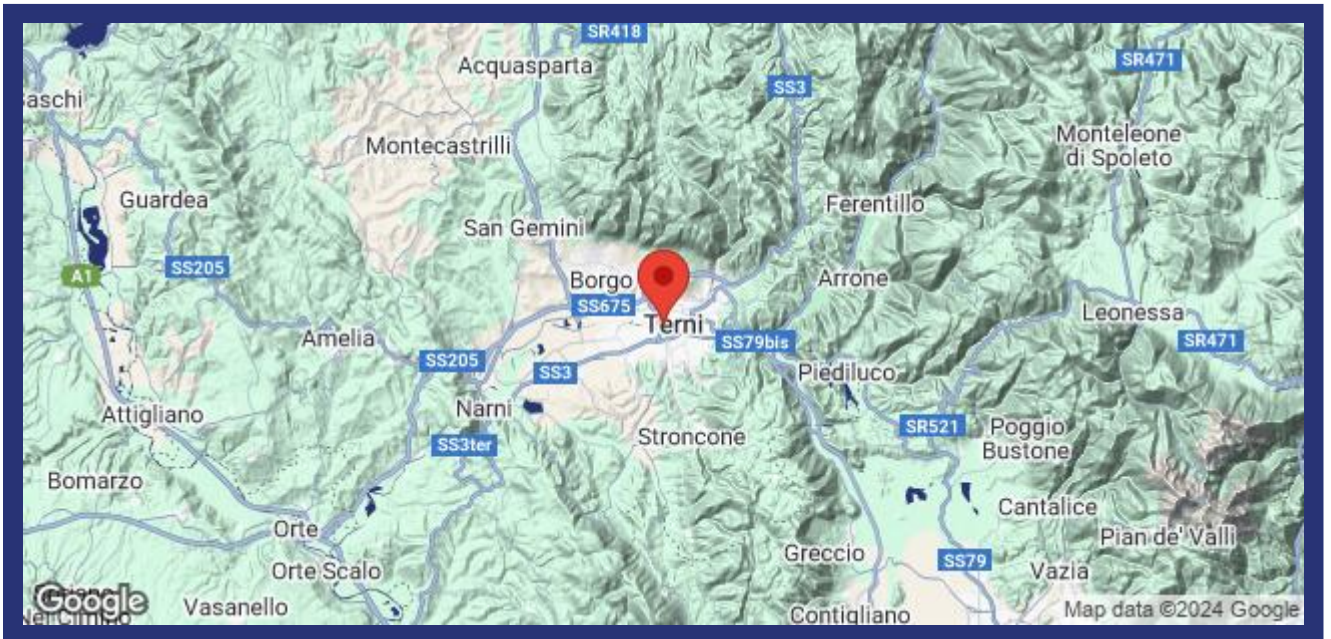 SR418
Acquasparta
SR471
SS3
Baschi
Monteleone
di Spoleto
Montecastrilli
Guardea
Ferentillo
San Gemini
SS205
A1
Borgo
Arrone
SS675
Terni
Leonessa
Amelia
SS79bis
SR471
SS205
SS3
Piediluco
Attigliano
Narni
SR521
Poggio
Bustone
Stroncone
SS3ter
Bomarzo
Cantalice
Orte
Pian de' Valli
Greccio
SS79
Orte Scalo
Vazia
Google
Vasanello
Contigliano
Map data ©2024 Google